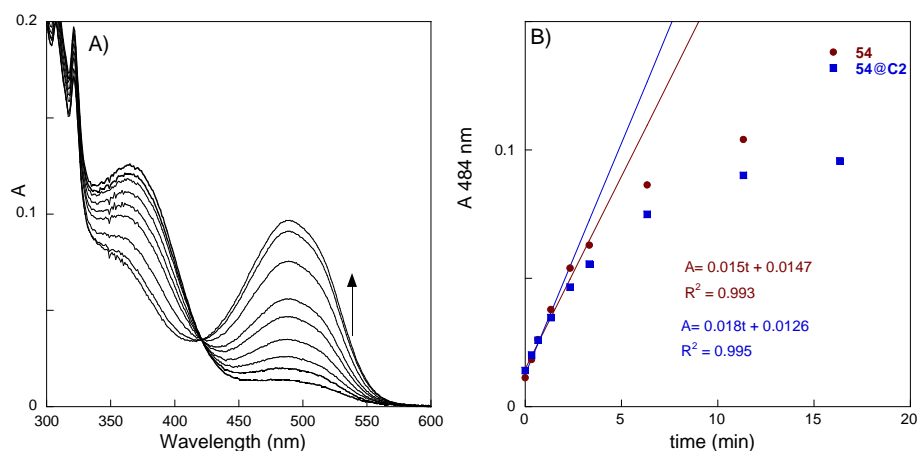 A)
0.2
0.1
0
A
300
350
400
450
500
550
600
Wavelength (nm)
B)
54
54@C2
0.1
0
A 484 nm
A= 0.015t + 0.0147
R² = 0.993
A= 0.018t + 0.0126
R² = 0.995
0
5
10
15
20
time (min)